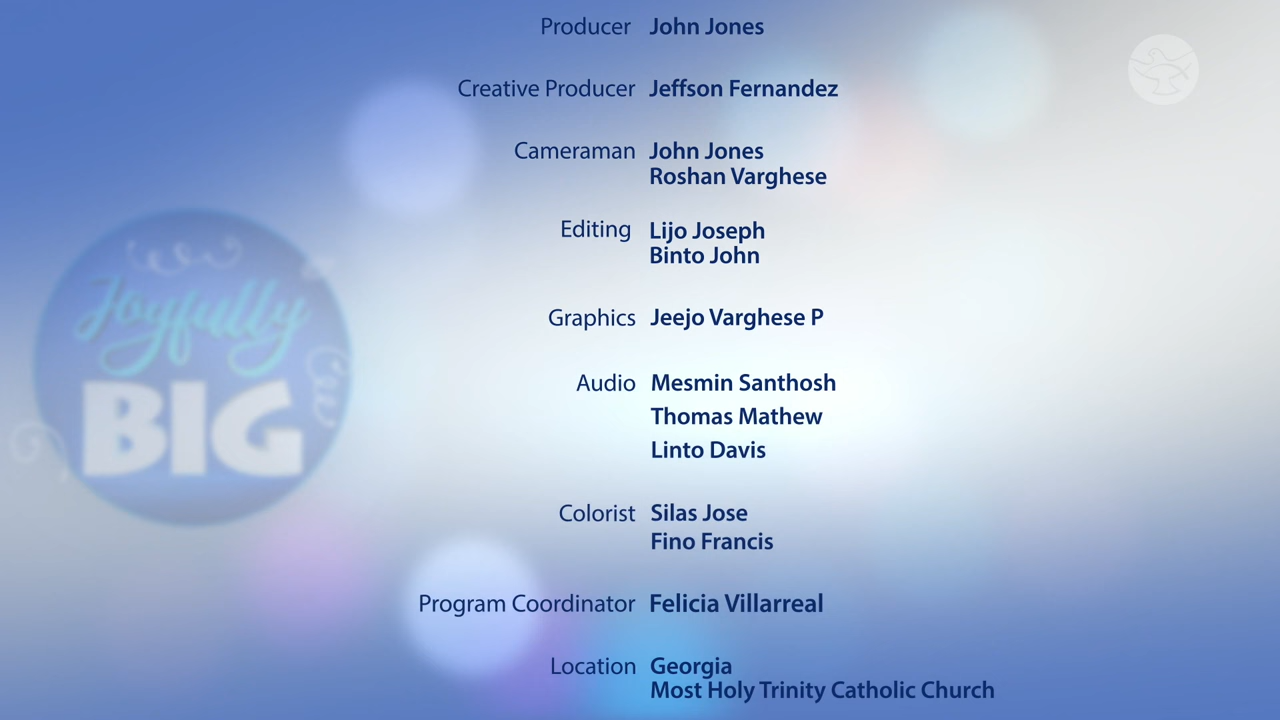 Producer John Jones
Creative Producer Jeffson Fernandez
Cameraman John Jones
Roshan Varghese
Editing Lijo Joseph
Binto John
Graphics Jeejo Varghese P
Audio Mesmin Santhosh
Thomas Mathew
Linto Davis
Colorist Silas Jose
Fino Francis
Program Coordinator Felicia Villarreal
Location Georgia
Most Holy Trinity Catholic Church
Joyfully
BIG